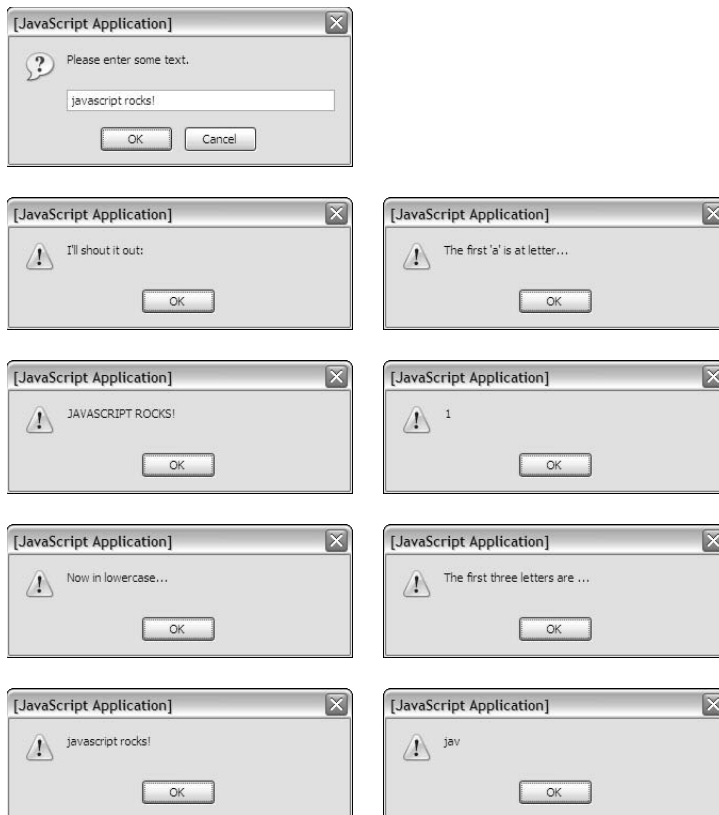 [JavaScript Application]
Please enter some text.
javascript rocks!
OK Cancel
[JavaScript Application]
I'll shout it out:
OK
[JavaScript Application]
JAVASCRIPT ROCKS!
OK
[JavaScript Application]
Now in lowercase...
OK
[JavaScript Application]
javascript rocks!
OK
[JavaScript Application]
The first 'a' is at letter...
OK
[JavaScript Application]
1
OK
[JavaScript Application]
The first three letters are ...
OK
[JavaScript Application]
jav
OK